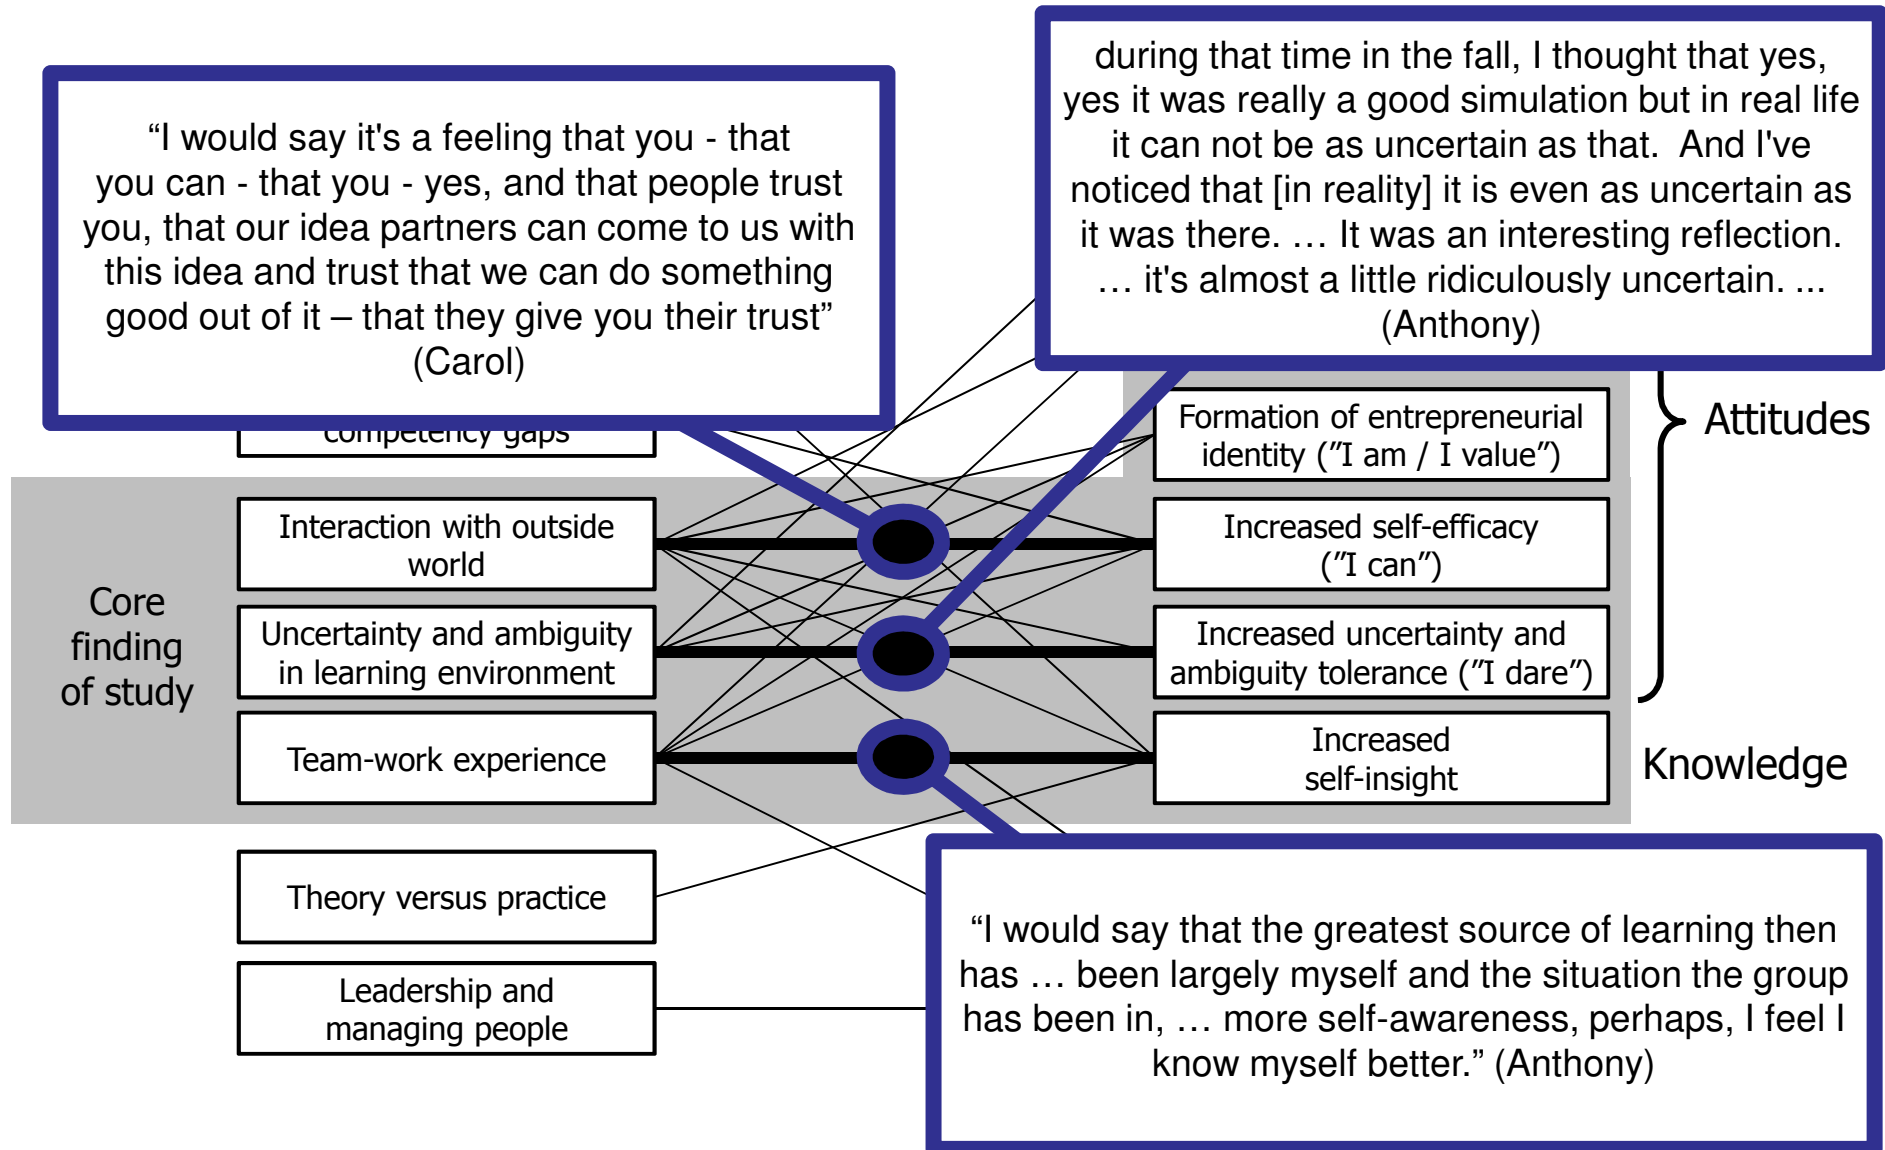 “I would say it's a feeling that you - that
you can - that you - yes, and that people trust
you, that our idea partners can come to us with
this idea and trust that we can do something
good out of it – that they give you their trust”
(Carol)
during that time in the fall, I thought that yes,
yes it was really a good simulation but in real life
it can not be as uncertain as that.  And I've
noticed that [in reality] it is even as uncertain as
it was there. … It was an interesting reflection.
… it's almost a little ridiculously uncertain. ...
(Anthony)
competency gaps
Formation of entrepreneurial
identity (”I am / I value”)
Attitudes
Core
finding
of study
Interaction with outside
world
Increased self-efficacy
(”I can”)
Uncertainty and ambiguity
in learning environment
Increased uncertainty and
ambiguity tolerance (”I dare”)
Team-work experience
Increased
self-insight
Knowledge
Theory versus practice
Leadership and
managing people
“I would say that the greatest source of learning then
has … been largely myself and the situation the group
has been in, … more self-awareness, perhaps, I feel I
know myself better.” (Anthony)